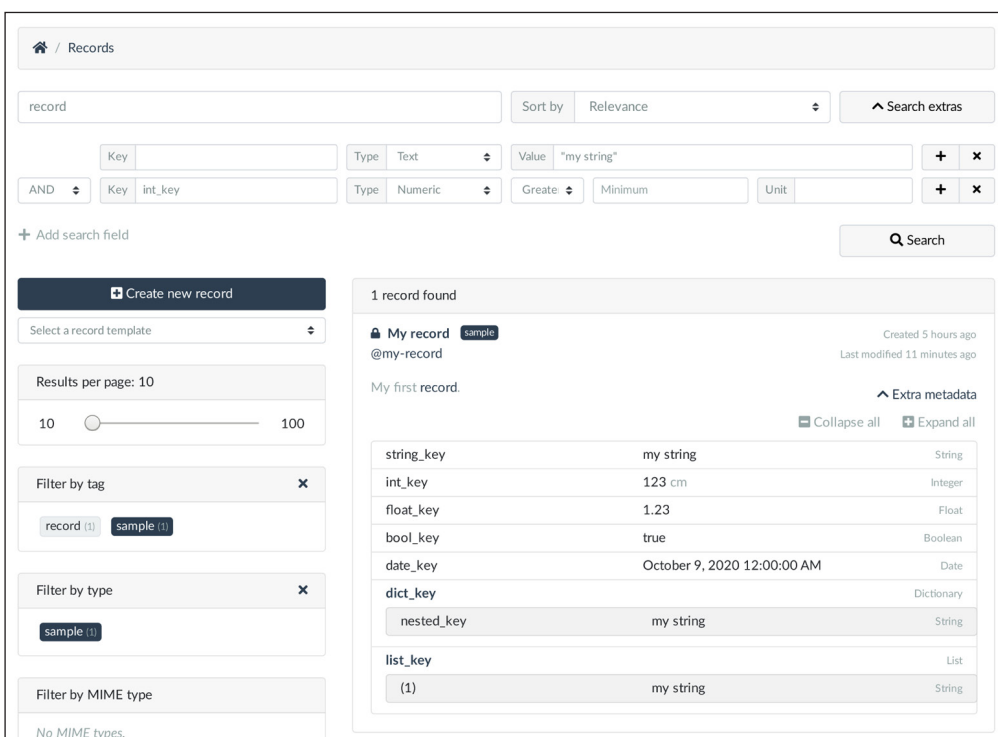 / Records
record
Sort by Relevance
Search extras
Key Type Text Value "my string"
AND Key int_key Type Numeric Greate Minimum Unit
Add search field
Search
Create new record
Select a record template
Results per page: 10
10 100
Filter by tag
record (1) sample (1)
Filter by type
sample (1)
Filter by MIME type
No MIME types.
1 record found
My record sample
Created 5 hours ago
@my-record
Last modified 11 minutes ago
My first record.
Extra metadata
Collapse all Expand all
string_key my string String
int_key 123 cm Integer
float_key 1.23 Float
bool_key true Boolean
date_key October 9, 2020 12:00:00 AM Date
dict_key Dictionary
nested_key my string String
list_key List
(1) my string String